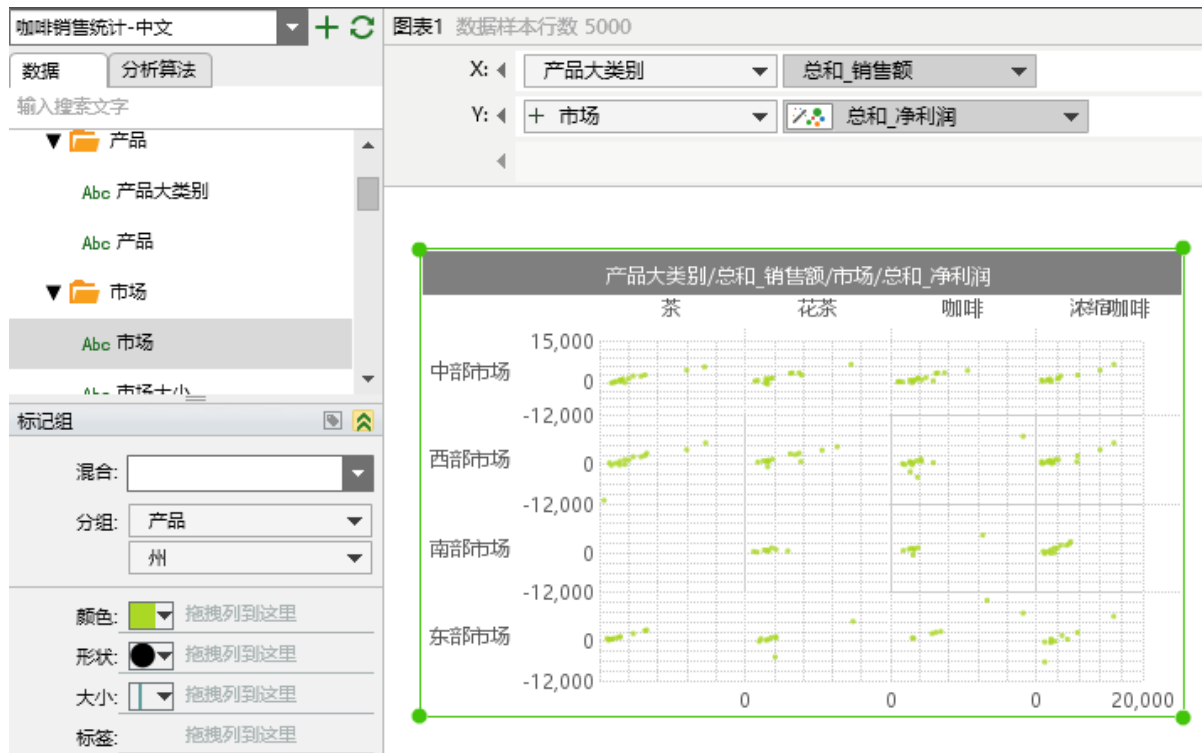 咖啡销售统计-中文
图表1 数据样本行数 5000
数据 分析算法
输入搜索文字
产品
Abc 产品大类别
Abc 产品
市场
Abc 市场
Abc 市场大小
标记组
混合:
分组: 产品
州
颜色: 拖拽列到这里
形状: 拖拽列到这里
大小: 拖拽列到这里
标签: 拖拽列到这里
X: 产品大类别 总和_销售额
Y: + 市场 总和_净利润
产品大类别/总和_销售额/市场/总和_净利润
茶 花茶 咖啡 浓缩咖啡
15,000
中部市场 0
-12,000
西部市场 0
-12,000
南部市场 0
-12,000
东部市场 0
-12,000
0 0 0 20,000